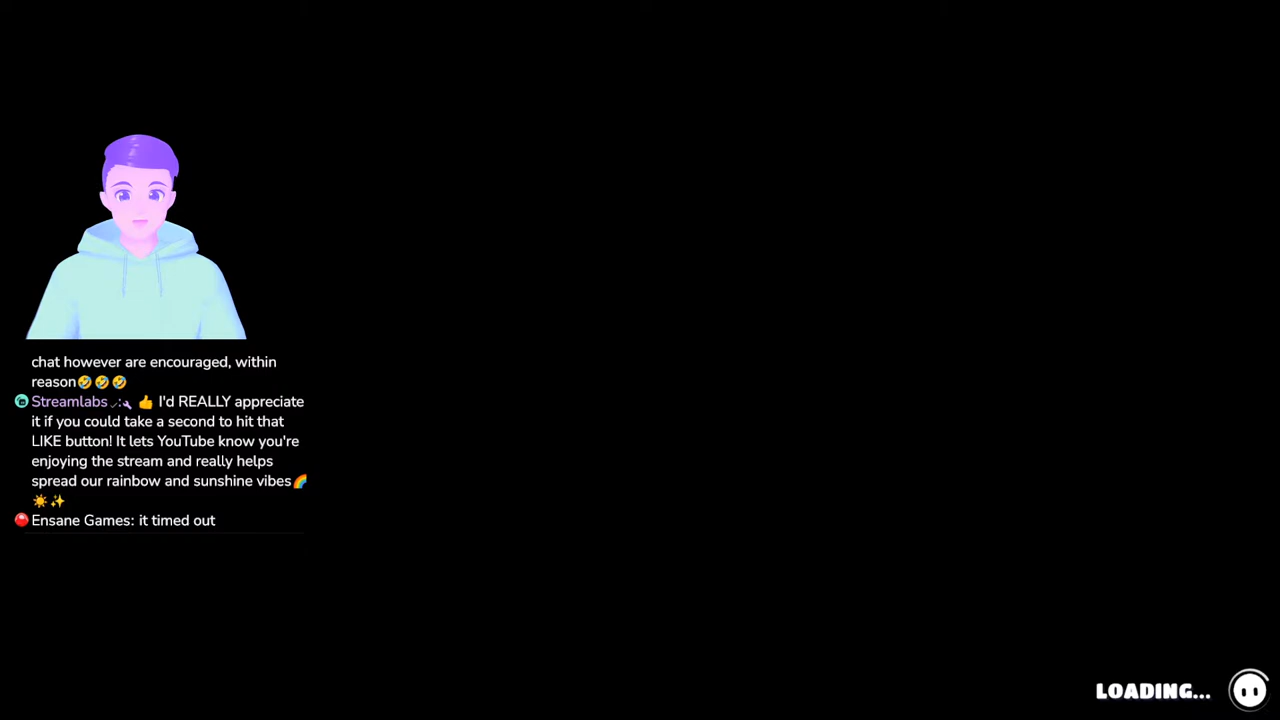 chat however are encouraged, within
reason🤣🤣🤣
Streamlabs 👍 I'd REALLY appreciate
it if you could take a second to hit that
LIKE button! It lets YouTube know you're
enjoying the stream and really helps
spread our rainbow and sunshine vibes🌈
☀️✨
Ensane Games: it timed out
LOADING...